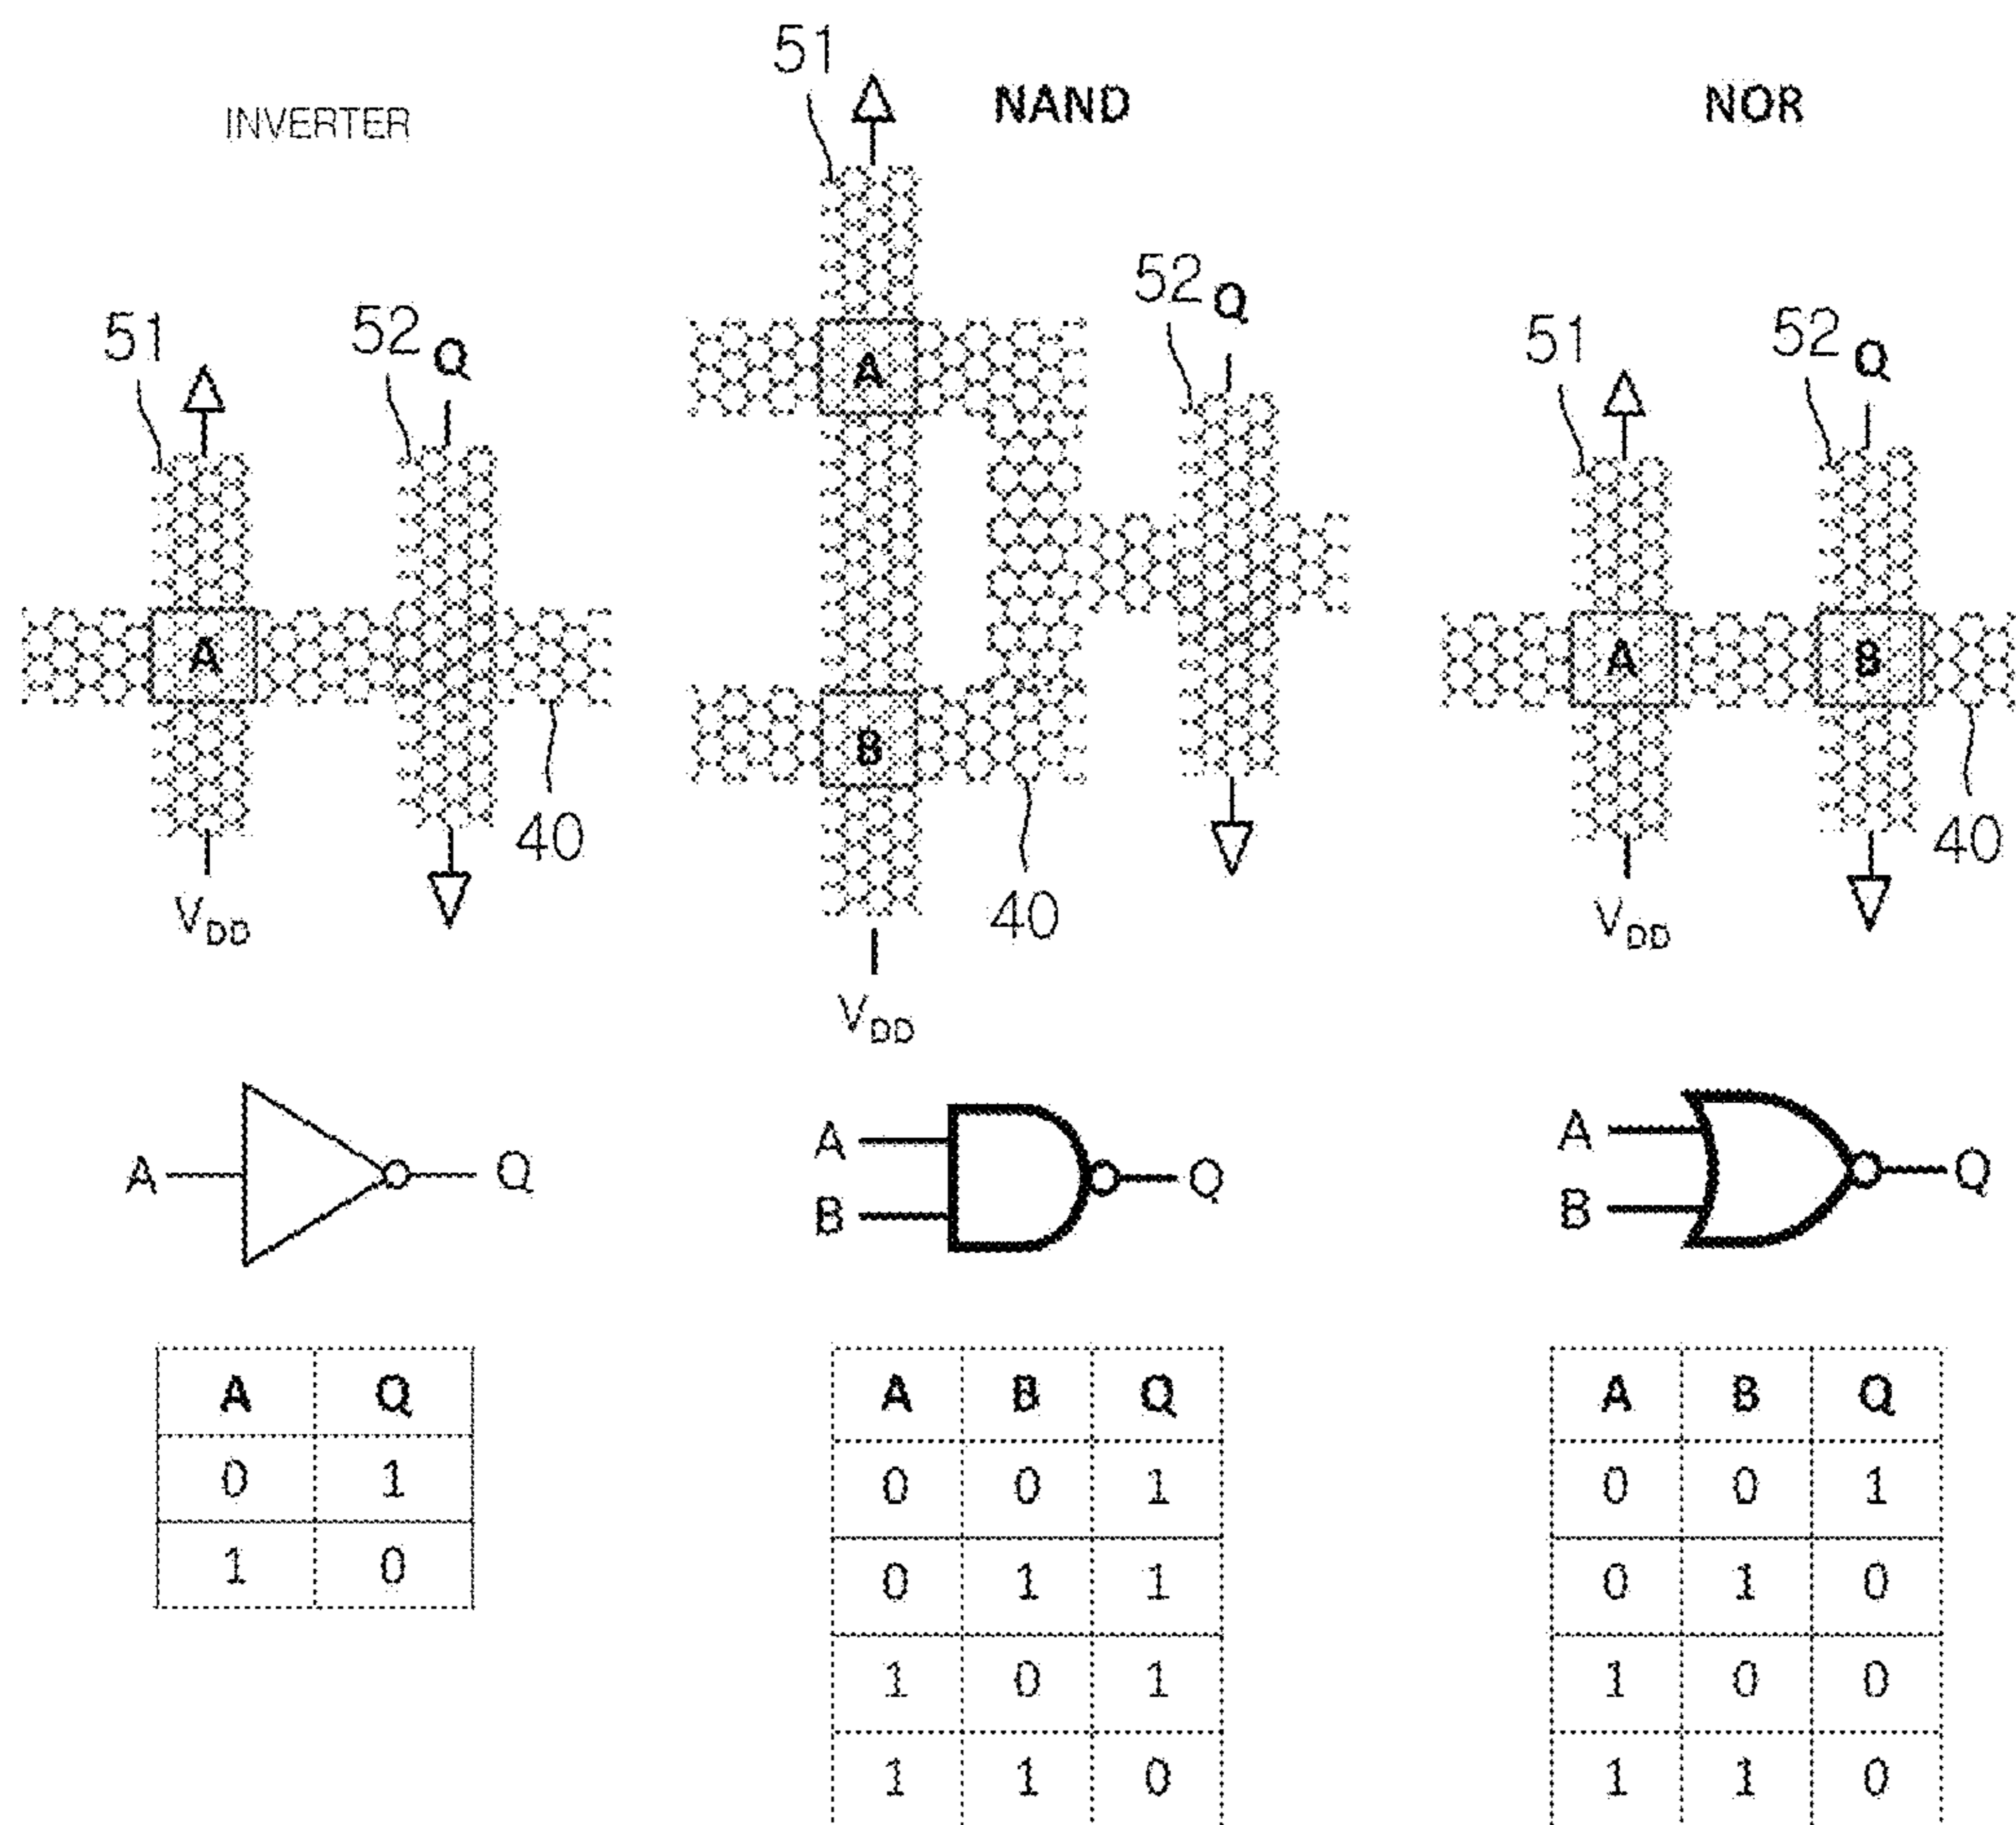 INVERTER
51
52 Q
A
40
VDD
A Q
A Q
0 1
1 0
NAND
51
52 Q
A
B
40
VDD
A
B
Q
A B Q
0 0 1
0 1 1
1 0 1
1 1 0
NOR
51
52 Q
A B
40
VDD
A
B
Q
A B Q
0 0 1
0 1 0
1 0 0
1 1 0